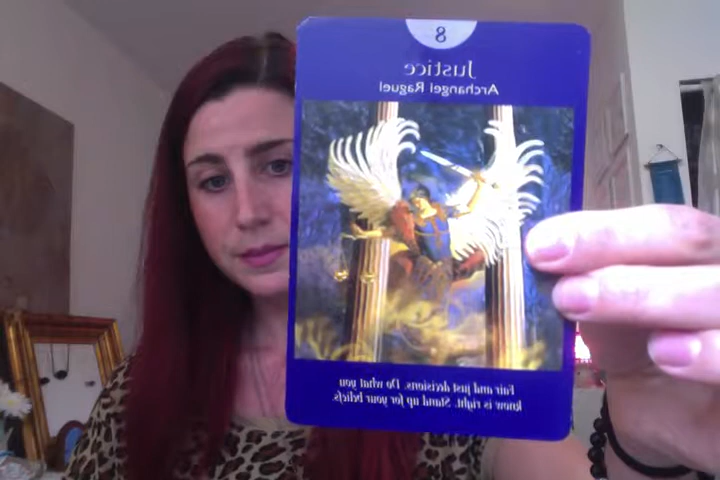 8
Justice
Archangel Raguel
Fair and just decisions. Do what you
know is right. Stand up for your beliefs.